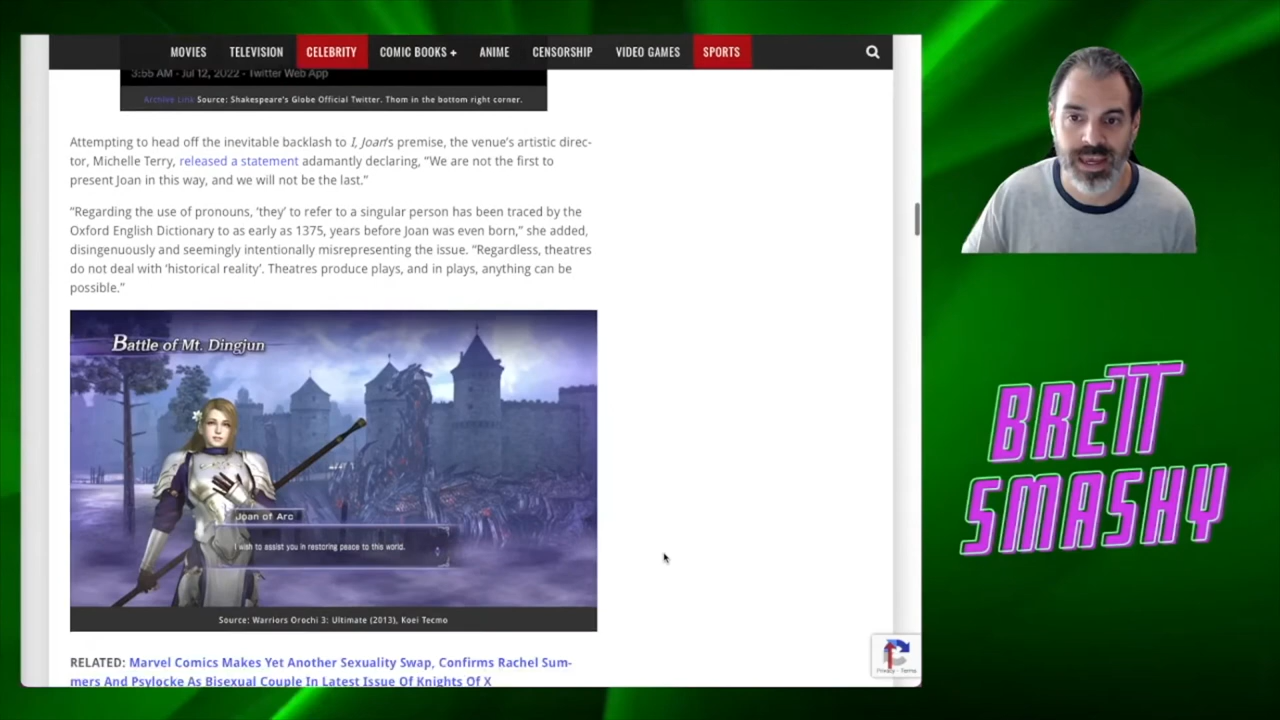 MOVIES TELEVISION CELEBRITY COMIC BOOKS + ANIME CENSORSHIP VIDEO GAMES SPORTS
3:55 AM · Jul 12, 2022 · Twitter Web App
Archive Link Source: Shakespeare's Globe Official Twitter. Thom in the bottom right corner.
Attempting to head off the inevitable backlash to I, Joan's premise, the venue's artistic direc-
tor, Michelle Terry, released a statement adamantly declaring, “We are not the first to
present Joan in this way, and we will not be the last.”
“Regarding the use of pronouns, ‘they’ to refer to a singular person has been traced by the
Oxford English Dictionary to as early as 1375, years before Joan was even born,” she added,
disingenuously and seemingly intentionally misrepresenting the issue. “Regardless, theatres
do not deal with ‘historical reality’. Theatres produce plays, and in plays, anything can be
possible.”
Battle of Mt. Dingjun
Joan of Arc
I wish to assist you in restoring peace to this world.
Source: Warriors Orochi 3: Ultimate (2013), Koei Tecmo
RELATED: Marvel Comics Makes Yet Another Sexuality Swap, Confirms Rachel Sum-
mers And Psylocke As Bisexual Couple In Latest Issue Of Knights Of X
Privacy - Terms
BRETT
SMASHY